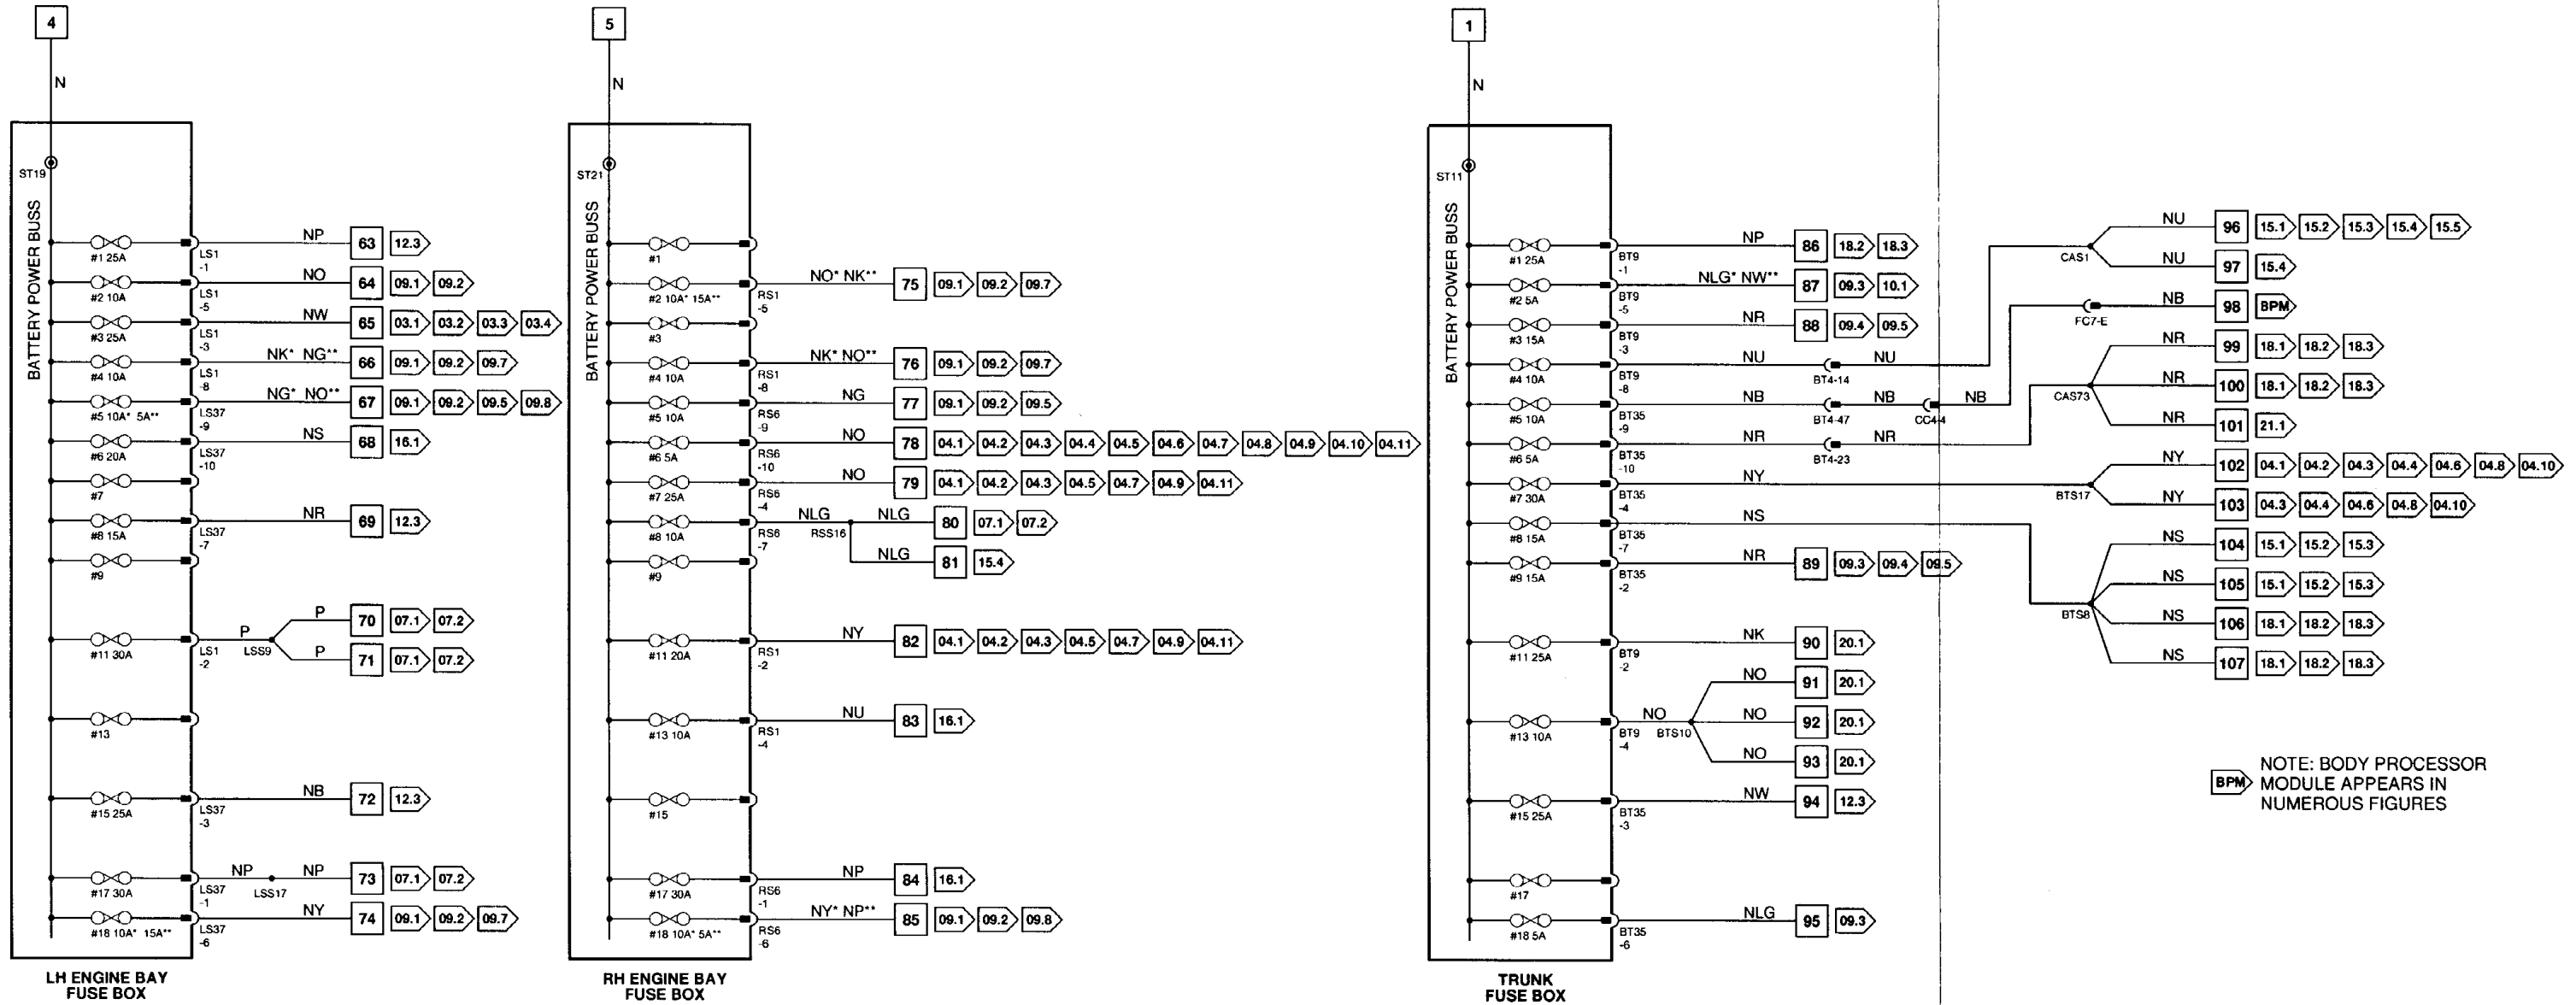 4
N
ST19
BATTERY POWER BUSS
#1 25A
LS1
-1
NP
63 12.3
#2 10A
LS1
-5
NO
64 09.1 09.2
#3 25A
LS1
-3
NW
65 03.1 03.2 03.3 03.4
#4 10A
LS1
-8
NK* NG**
66 09.1 09.2 09.7
#5 10A* 5A**
LS37
-9
NG* NO**
67 09.1 09.2 09.5 09.8
#6 20A
LS37
-10
NS
68 16.1
#7
#8 15A
LS37
-7
NR
69 12.3
#9
#11 30A
LS1
-2
P
LSS9
P
70 07.1 07.2
P
71 07.1 07.2
#13
#15 25A
LS37
-3
NB
72 12.3
#17 30A
LS37
-1
NP
LSS17
NP
73 07.1 07.2
#18 10A* 15A**
LS37
-6
NY
74 09.1 09.2 09.7
LH ENGINE BAY
FUSE BOX
5
N
ST21
BATTERY POWER BUSS
#1
#2 10A* 15A**
RS1
-5
NO* NK**
75 09.1 09.2 09.7
#3
#4 10A
RS1
-8
NK* NO**
76 09.1 09.2 09.7
#5 10A
RS6
-9
NG
77 09.1 09.2 09.5
#6 5A
RS6
-10
NO
78 04.1 04.2 04.3 04.4 04.5 04.6 04.7 04.8 04.9 04.10 04.11
#7 25A
RS6
-4
NO
79 04.1 04.2 04.3 04.5 04.7 04.9 04.11
#8 10A
RS6
-7
NLG
RSS16
NLG
80 07.1 07.2
NLG
81 15.4
#9
#11 20A
RS1
-2
NY
82 04.1 04.2 04.3 04.5 04.7 04.9 04.11
#13 10A
RS1
-4
NU
83 16.1
#15
#17 30A
RS6
-1
NP
84 16.1
#18 10A* 5A**
RS6
-6
NY* NP**
85 09.1 09.2 09.8
RH ENGINE BAY
FUSE BOX
1
N
ST11
BATTERY POWER BUSS
#1 25A
BT9
-1
NP
86 18.2 18.3
#2 5A
BT9
-5
NLG* NW**
87 09.3 10.1
#3 15A
BT9
-3
NR
88 09.4 09.5
#4 10A
BT9
-8
NU
BT4-14
NU
CAS1
NU
96 15.1 15.2 15.3 15.4 15.5
NU
97 15.4
#5 10A
BT35
-9
NB
BT4-47
NB
CC4-4
NB
FC7-E
NB
98 BPM
#6 5A
BT35
-10
NR
BT4-23
NR
CAS73
NR
99 18.1 18.2 18.3
NR
100 18.1 18.2 18.3
NR
101 21.1
#7 30A
BT35
-4
NY
BTS17
NY
102 04.1 04.2 04.3 04.4 04.6 04.8 04.10
NY
103 04.3 04.4 04.6 04.8 04.10
#8 15A
BT35
-7
NS
BTS8
NS
104 15.1 15.2 15.3
NS
105 15.1 15.2 15.3
NS
106 18.1 18.2 18.3
NS
107 18.1 18.2 18.3
#9 15A
BT35
-2
NR
89 09.3 09.4 09.5
#11 25A
BT9
-2
NK
90 20.1
#13 10A
BT9
-4
NO
BTS10
NO
91 20.1
NO
92 20.1
NO
93 20.1
#15 25A
BT35
-3
NW
94 12.3
#17
#18 5A
BT35
-6
NLG
95 09.3
TRUNK
FUSE BOX
BPM
NOTE: BODY PROCESSOR
MODULE APPEARS IN
NUMEROUS FIGURES